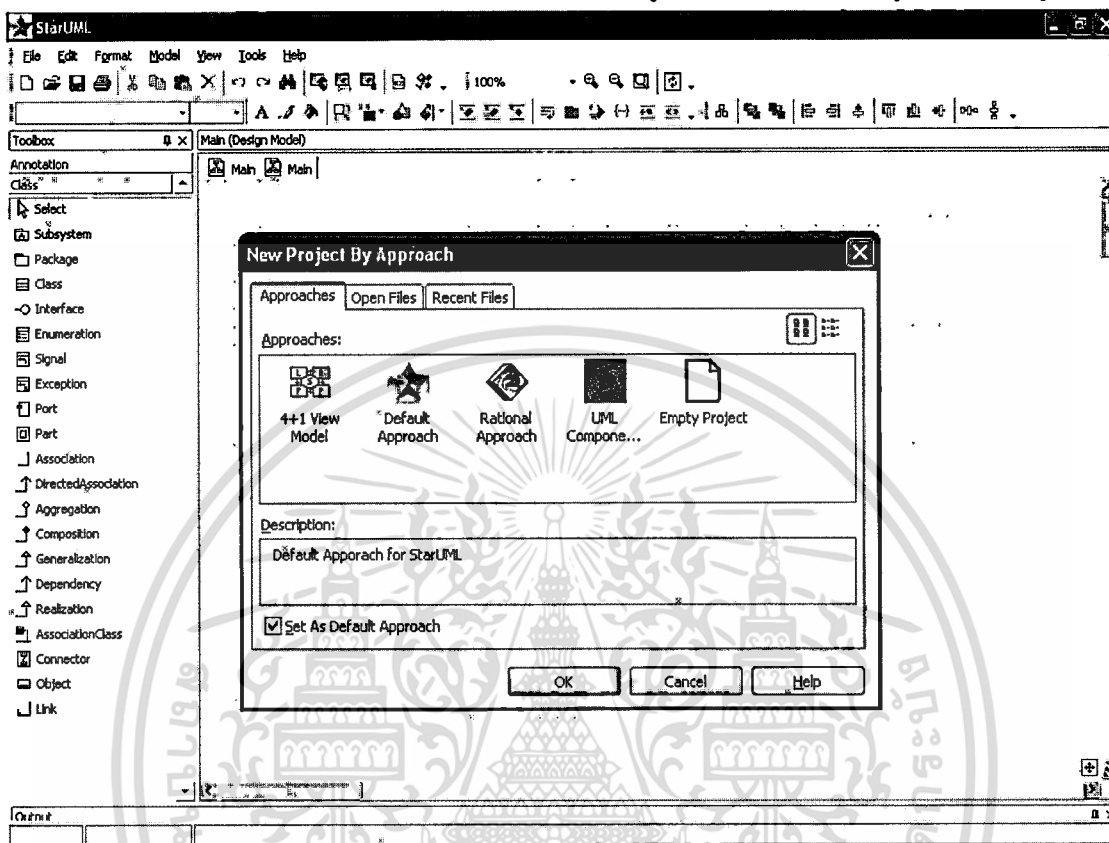 StarUML
File Edit Format Model View Tools Help
100%
Toolbox
Main (Design Model)
Annotation
Class
Main Main
Select
Subsystem
Package
Class
Interface
Enumeration
Signal
Exception
Port
Part
Association
DirectedAssociation
Aggregation
Composition
Generalization
Dependency
Realization
AssociationClass
Connector
Object
Link
New Project By Approach
Approaches Open Files Recent Files
Approaches:
4+1 View Model
Default Approach
Rational Approach
UML Compone...
Empty Project
Description:
Default Apporach for StarUML
Set As Default Approach
OK Cancel Help
Output